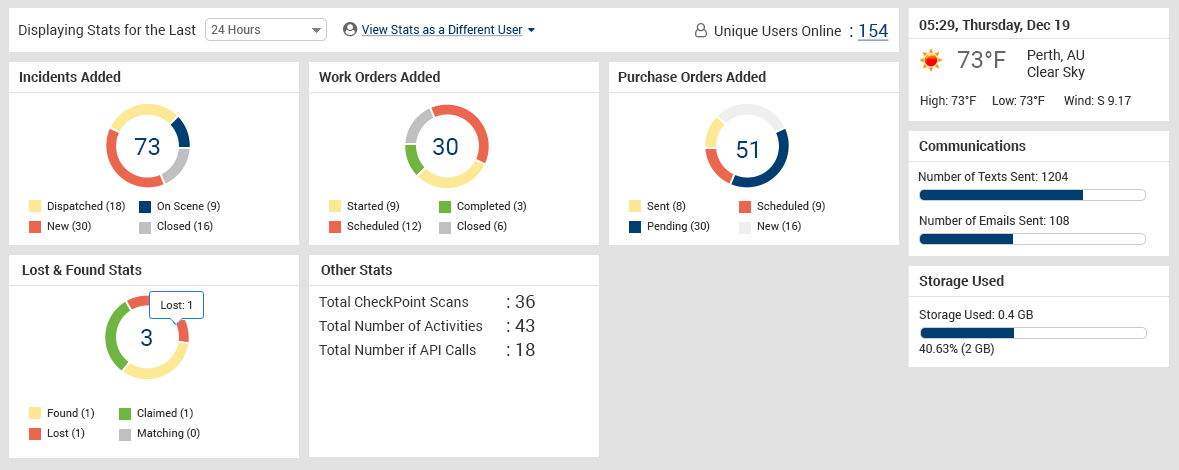 Displaying Stats for the Last 24 Hours View Stats as a Different User Unique Users Online : 154
Incidents Added
73
Dispatched (18) On Scene (9)
New (30) Closed (16)
Work Orders Added
30
Started (9) Completed (3)
Scheduled (12) Closed (6)
Purchase Orders Added
51
Sent (8) Scheduled (9)
Pending (30) New (16)
Lost & Found Stats
Lost: 1
3
Found (1) Claimed (1)
Lost (1) Matching (0)
Other Stats
Total CheckPoint Scans : 36
Total Number of Activities : 43
Total Number if API Calls : 18
05:29, Thursday, Dec 19
73°F Perth, AU
Clear Sky
High: 73°F Low: 73°F Wind: S 9.17
Communications
Number of Texts Sent: 1204
Number of Emails Sent: 108
Storage Used
Storage Used: 0.4 GB
40.63% (2 GB)